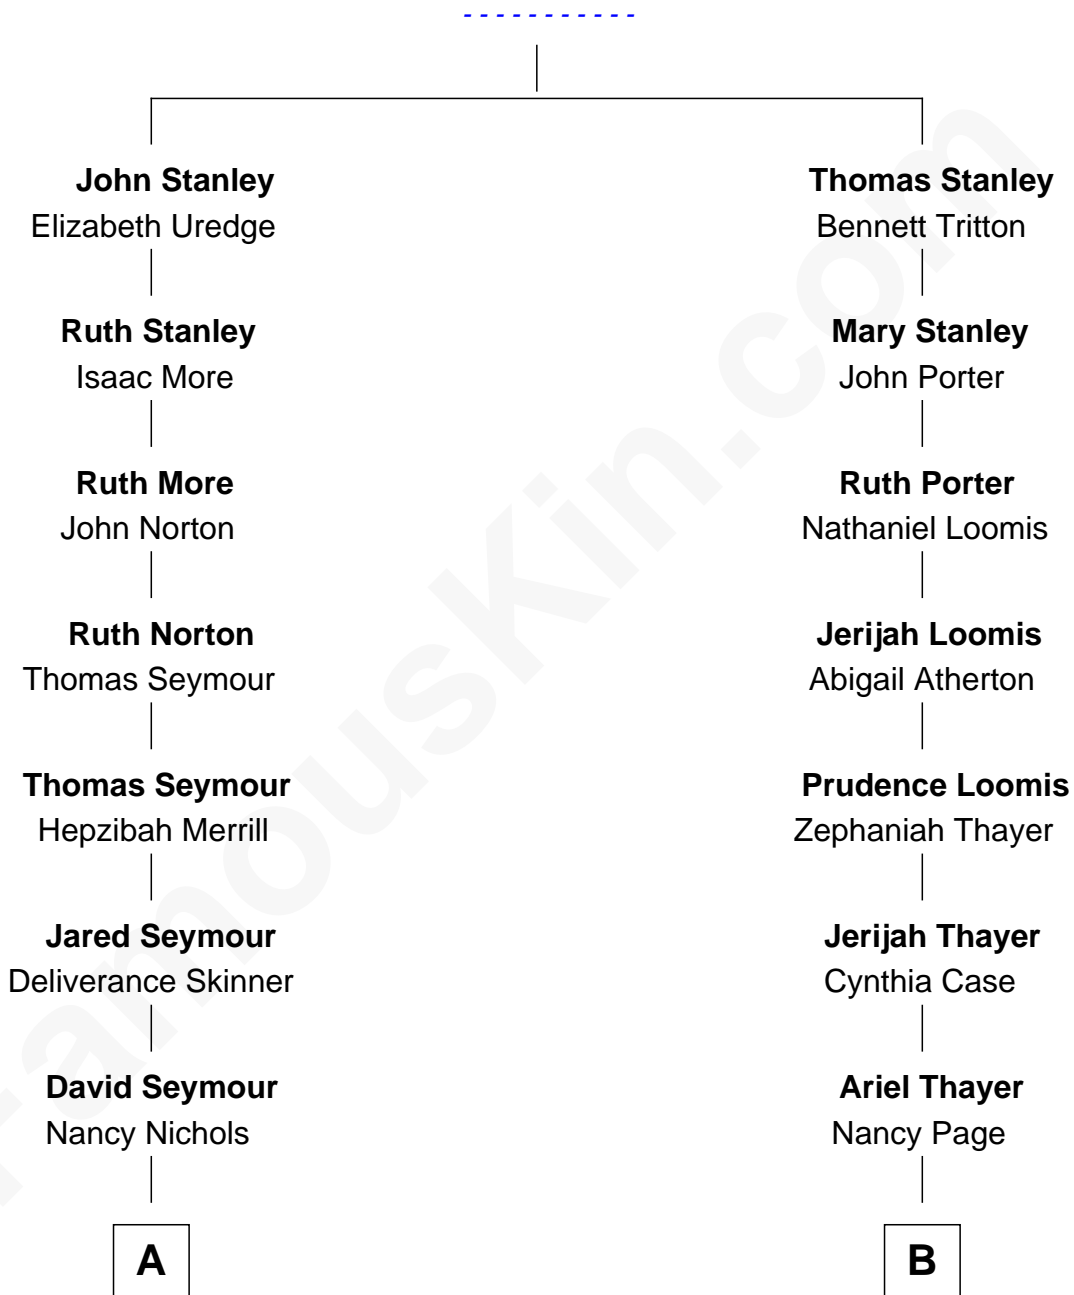 - - - - - - - - - - -
John Stanley
Elizabeth Uredge
Thomas Stanley
Bennett Tritton
Ruth Stanley
Isaac More
Mary Stanley
John Porter
Ruth More
John Norton
Ruth Porter
Nathaniel Loomis
Ruth Norton
Thomas Seymour
Jerijah Loomis
Abigail Atherton
Thomas Seymour
Hepzibah Merrill
Prudence Loomis
Zephaniah Thayer
Jared Seymour
Deliverance Skinner
Jerijah Thayer
Cynthia Case
David Seymour
Nancy Nichols
Ariel Thayer
Nancy Page
A
B
FamousKin.com